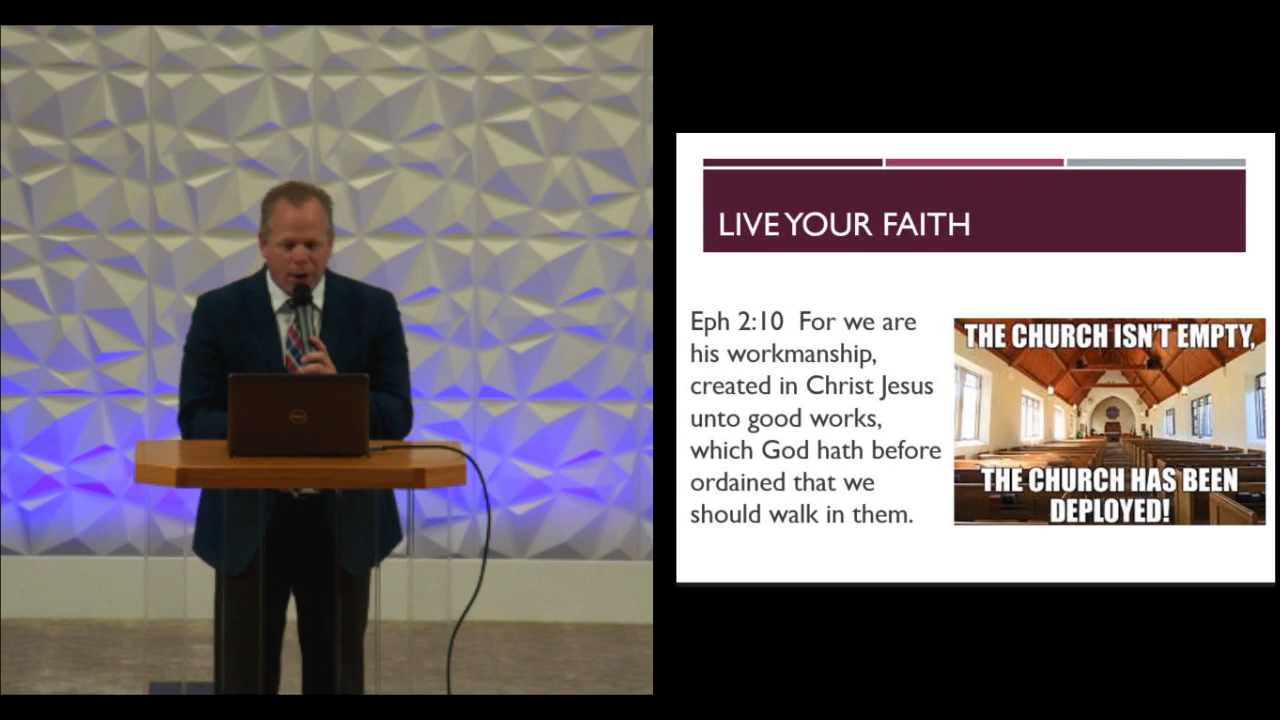 LIVE YOUR FAITH
Eph 2:10 For we are
his workmanship,
created in Christ Jesus
unto good works,
which God hath before
ordained that we
should walk in them.
THE CHURCH ISN'T EMPTY,
THE CHURCH HAS BEEN
DEPLOYED!
DELL